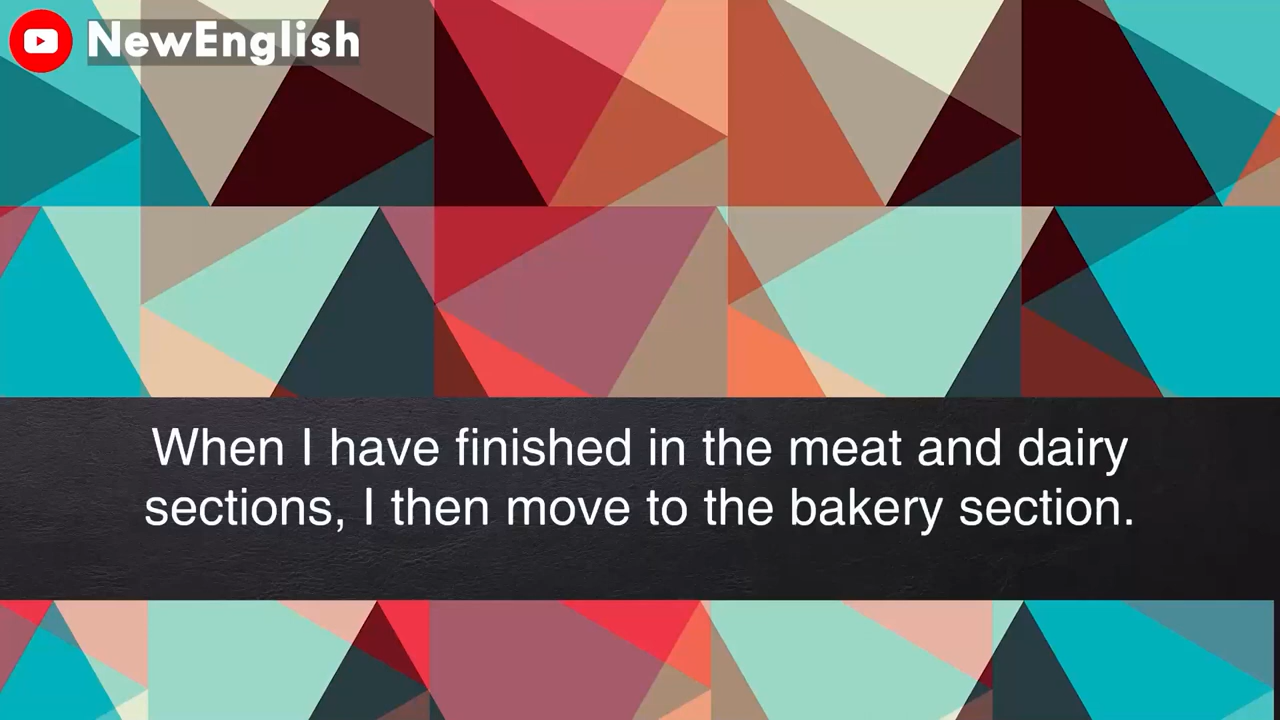 NewEnglish
When I have finished in the meat and dairy
sections, I then move to the bakery section.